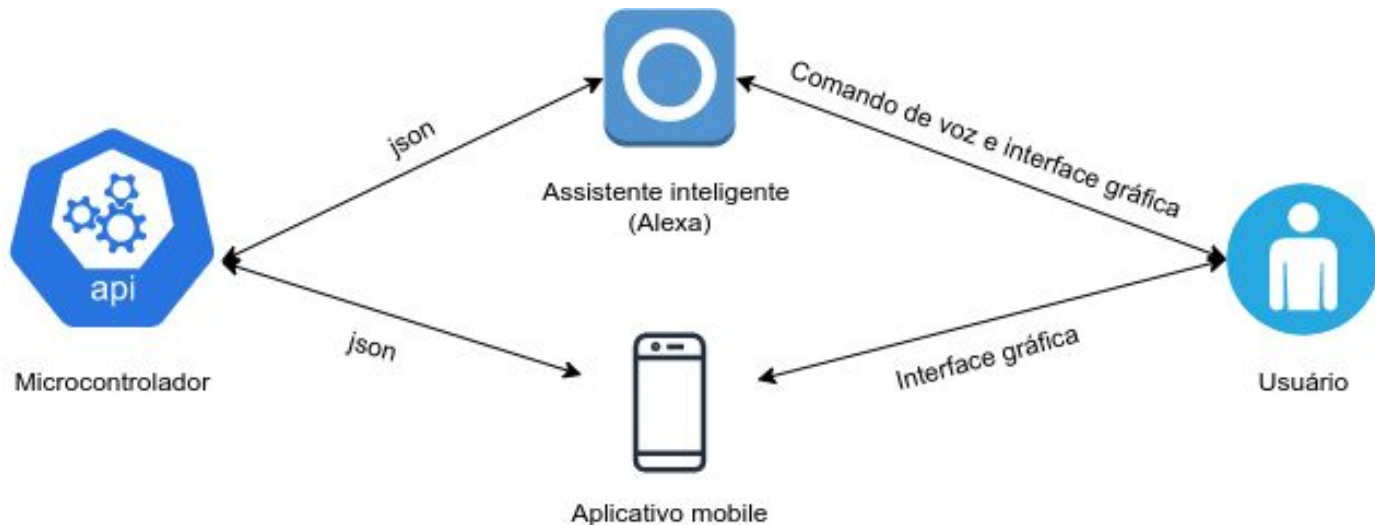 Comando de voz e interface gráfica
json
Assistente inteligente
(Alexa)
api
json
Interface gráfica
Microcontrolador
Usuário
Aplicativo mobile